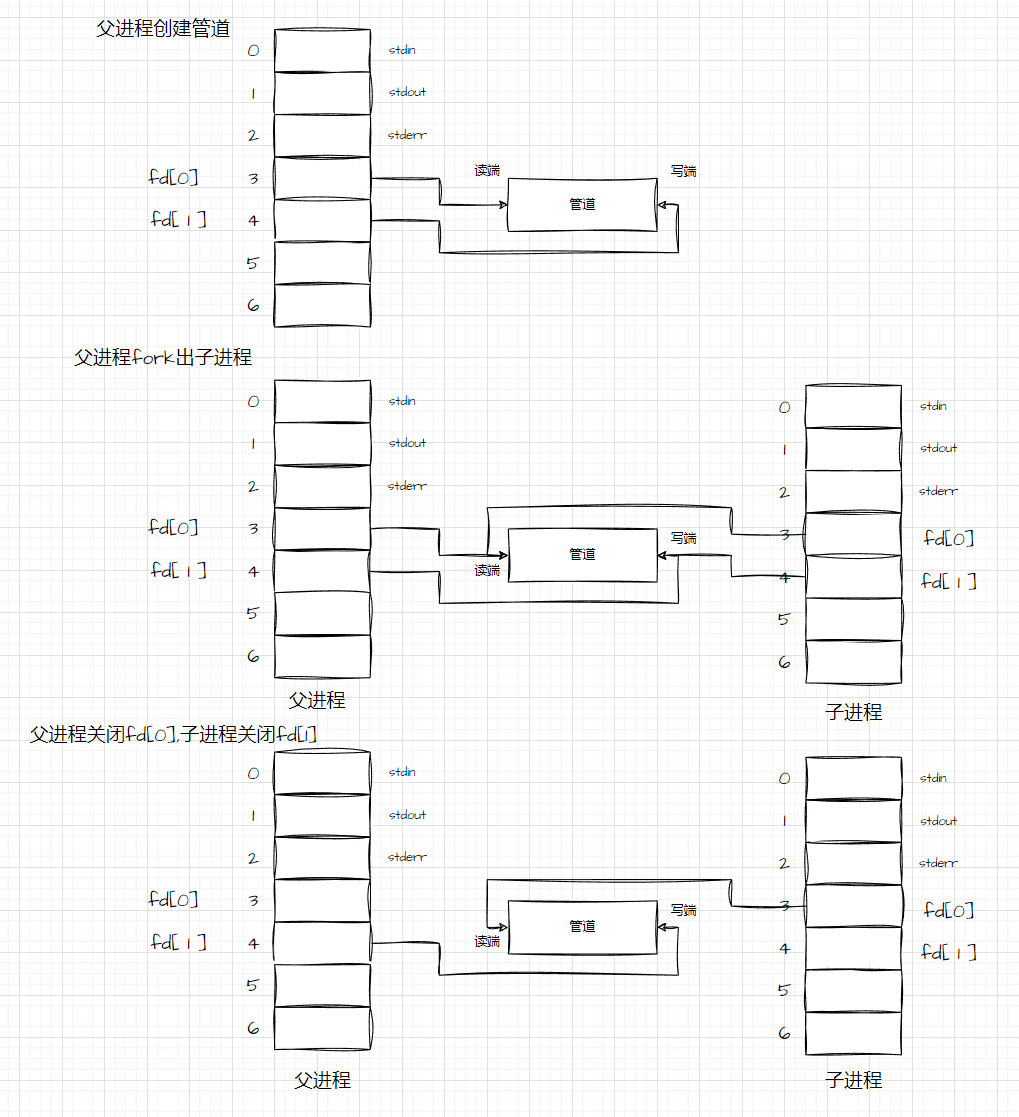 父进程创建管道
0 stdin
1 stdout
2 stderr
读端 写端
fd[0] 3
管道
fd[1] 4
5
6
父进程fork出子进程
0 stdin 0 stdin
1 stdout 1 stdout
2 stderr 2 stderr
fd[0] 3 写端 3 fd[0]
管道
fd[1] 4 读端 4 fd[1]
5 5
6 6
父进程 子进程
父进程关闭fd[0],子进程关闭fd[1]
0 stdin 0 stdin
1 stdout 1 stdout
2 stderr 2 stderr
fd[0] 3 写端 3 fd[0]
管道
fd[1] 4 读端 4 fd[1]
5 5
6 6
父进程 子进程